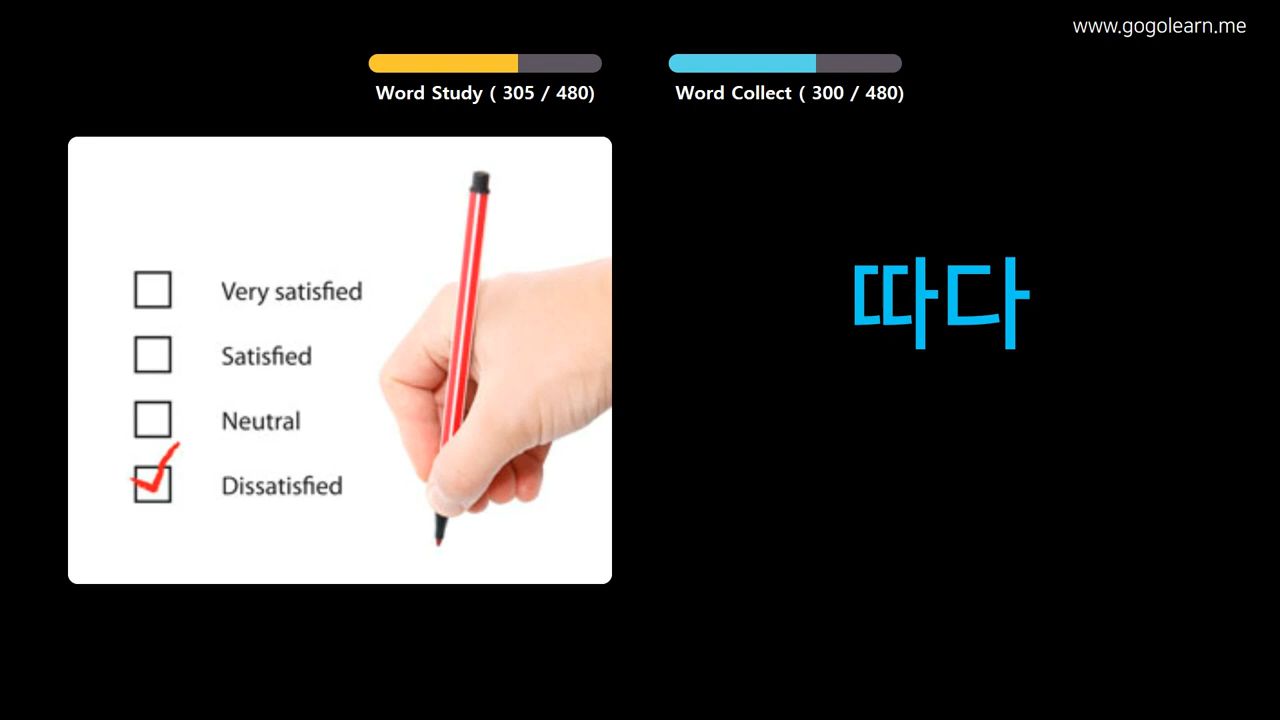 www.gogolearn.me
Word Study ( 305 / 480)
Word Collect ( 300 / 480)
Very satisfied
Satisfied
Neutral
Dissatisfied
따다